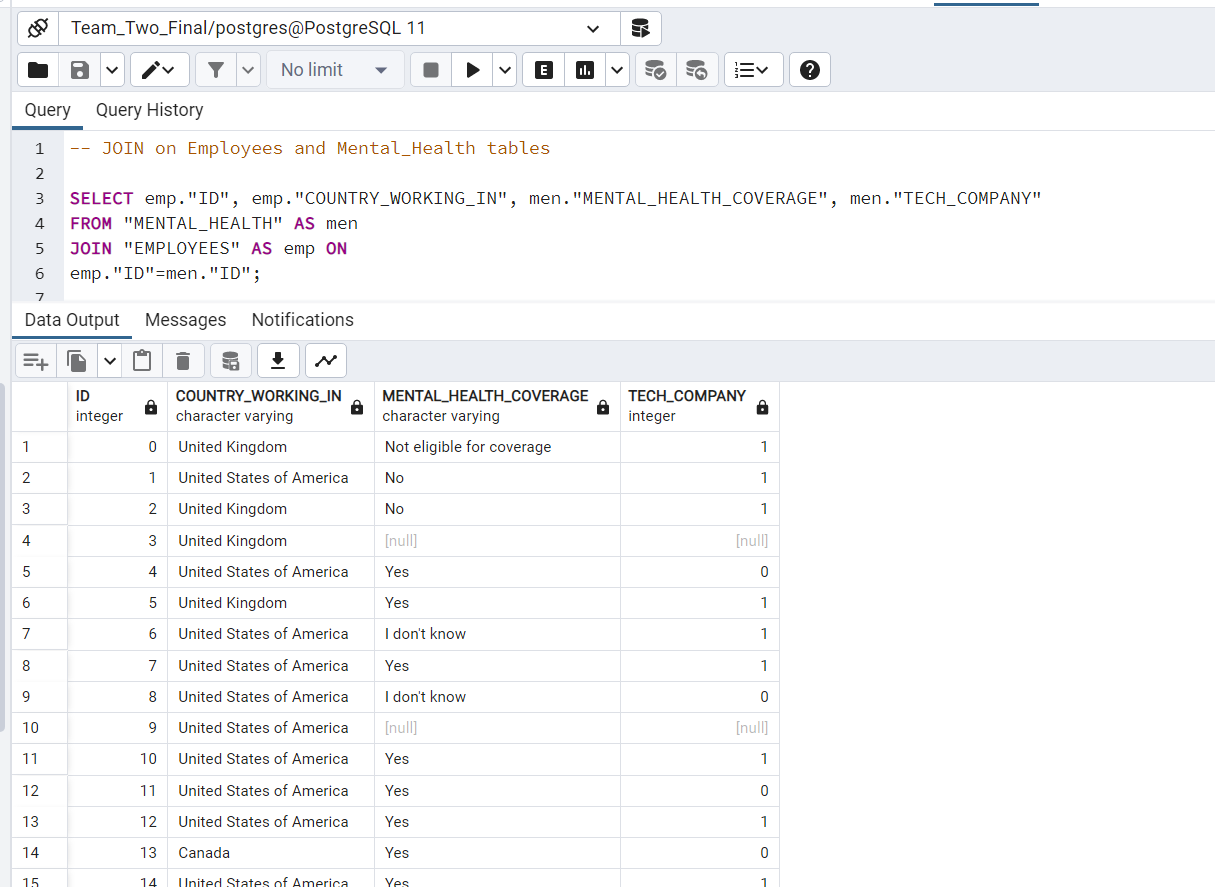 Team_Two_Final/postgres@PostgreSQL 11
No limit E
Query Query History
1 -- JOIN on Employees and Mental_Health tables
2
3 SELECT emp."ID", emp."COUNTRY_WORKING_IN", men."MENTAL_HEALTH_COVERAGE", men."TECH_COMPANY"
4 FROM "MENTAL_HEALTH" AS men
5 JOIN "EMPLOYEES" AS emp ON
6 emp."ID"=men."ID";
7
Data Output Messages Notifications
ID COUNTRY_WORKING_IN MENTAL_HEALTH_COVERAGE TECH_COMPANY
integer character varying character varying integer
1 0 United Kingdom Not eligible for coverage 1
2 1 United States of America No 1
3 2 United Kingdom No 1
4 3 United Kingdom [null] [null]
5 4 United States of America Yes 0
6 5 United Kingdom Yes 1
7 6 United States of America I don't know 1
8 7 United States of America Yes 1
9 8 United States of America I don't know 0
10 9 United States of America [null] [null]
11 10 United States of America Yes 1
12 11 United States of America Yes 0
13 12 United States of America Yes 1
14 13 Canada Yes 0
15 14 United States of America Yes 1